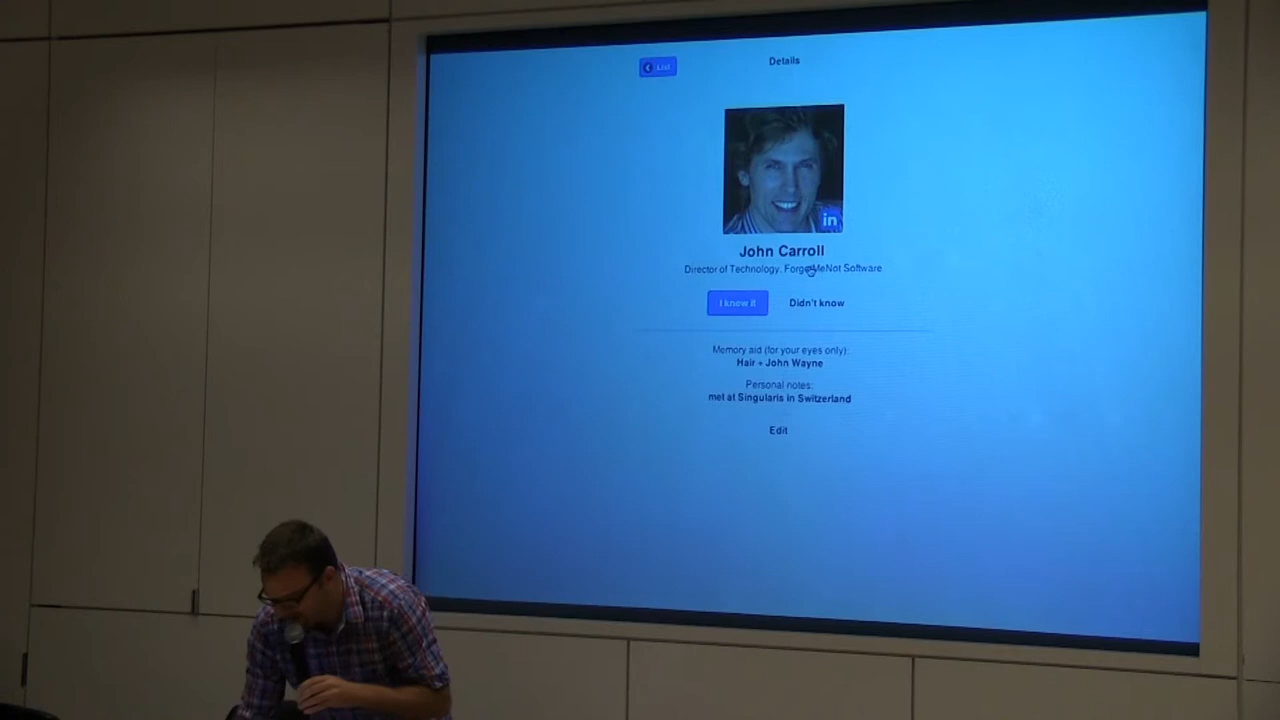 List
Details
in
John Carroll
Director of Technology, ForgetMeNot Software
I knew it
Didn't know
Memory aid (for your eyes only):
Hair + John Wayne
Personal notes:
met at Singularis in Switzerland
Edit